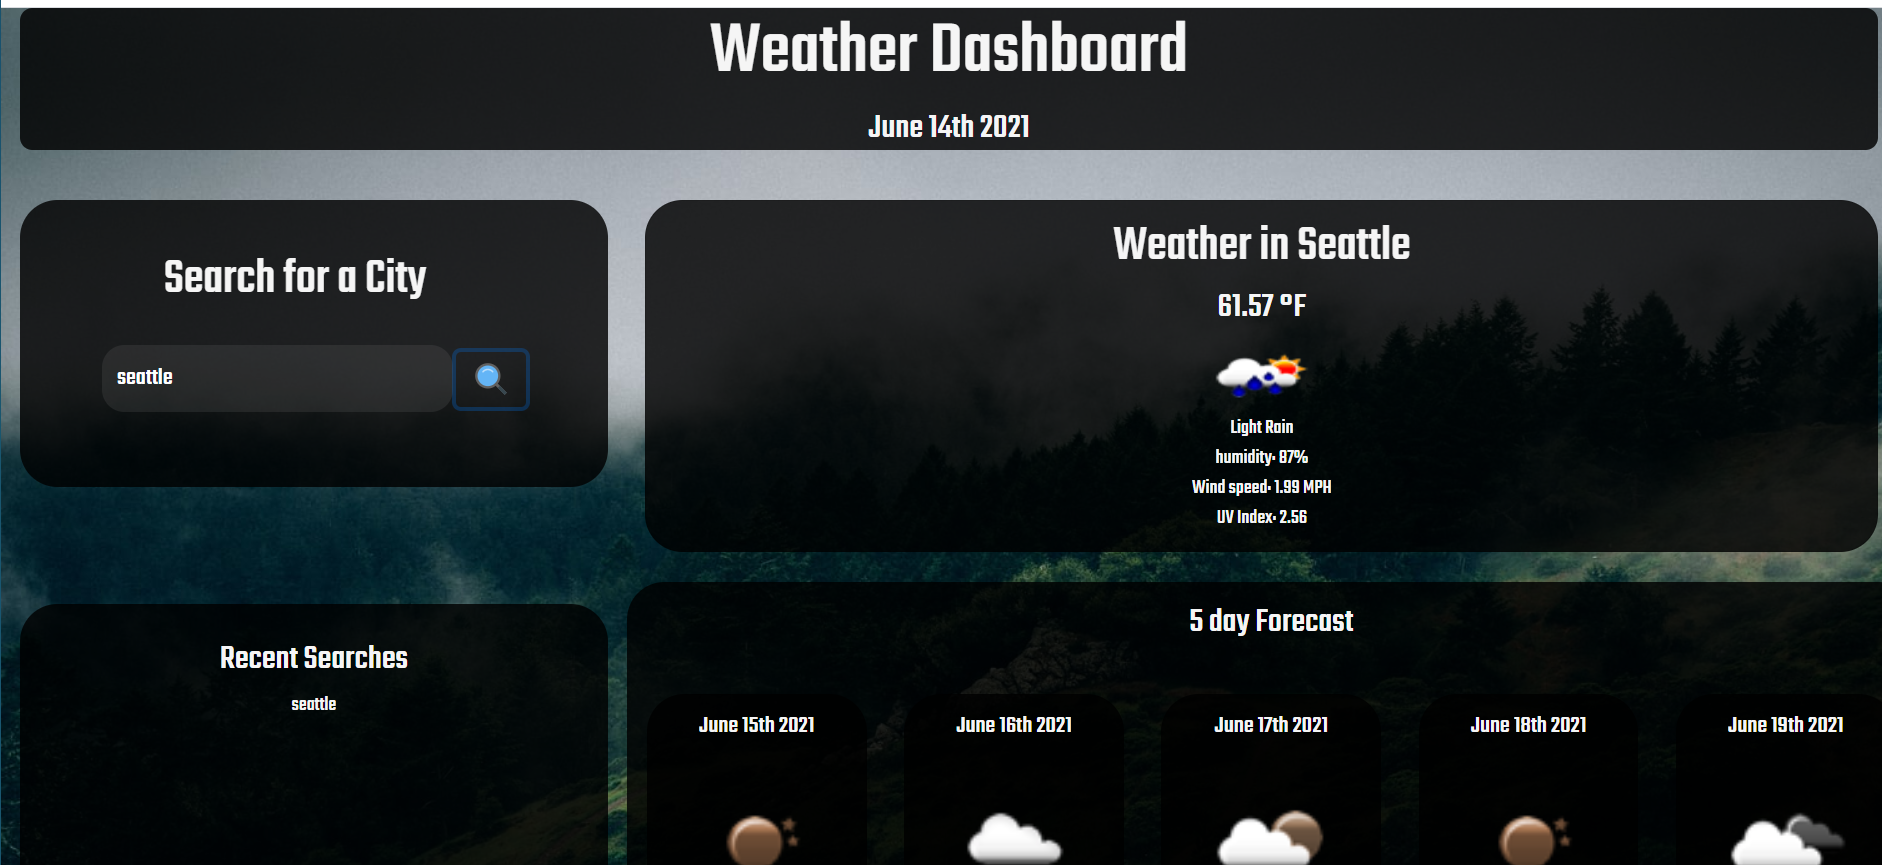 Weather Dashboard
June 14th 2021
Search for a City
seattle
Weather in Seattle
61.57 °F
Light Rain
humidity: 87%
Wind speed: 1.99 MPH
UV Index: 2.56
Recent Searches
seattle
5 day Forecast
June 15th 2021
June 16th 2021
June 17th 2021
June 18th 2021
June 19th 2021